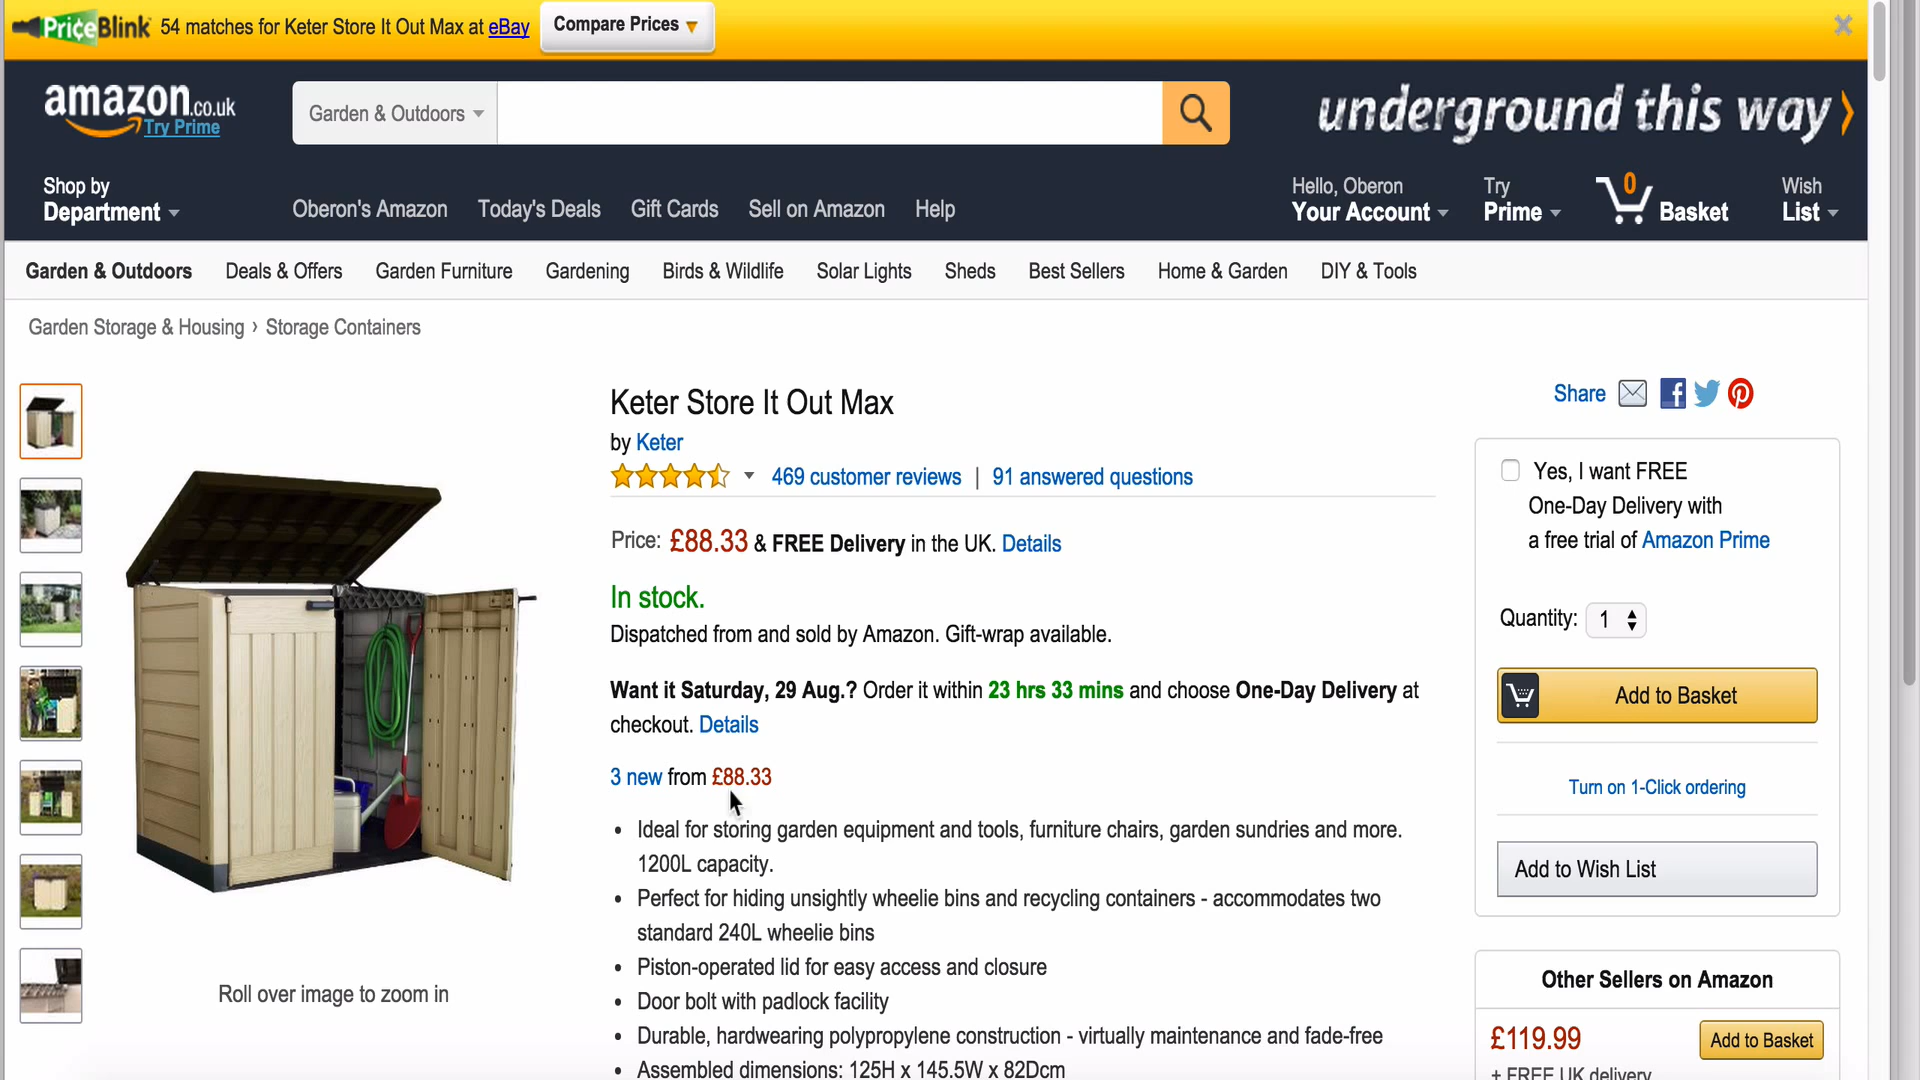 PriceBlink 54 matches for Keter Store It Out Max at eBay Compare Prices
amazon.co.uk
Try Prime
Garden & Outdoors
underground this way
Shop by
Department
Oberon's Amazon Today's Deals Gift Cards Sell on Amazon Help
Hello, Oberon
Your Account
Try
Prime
0
Basket
Wish
List
Garden & Outdoors Deals & Offers Garden Furniture Gardening Birds & Wildlife Solar Lights Sheds Best Sellers Home & Garden DIY & Tools
Garden Storage & Housing › Storage Containers
Roll over image to zoom in
Keter Store It Out Max
by Keter
469 customer reviews | 91 answered questions
Price: £88.33 & FREE Delivery in the UK. Details
In stock.
Dispatched from and sold by Amazon. Gift-wrap available.
Want it Saturday, 29 Aug.? Order it within 23 hrs 33 mins and choose One-Day Delivery at
checkout. Details
3 new from £88.33
• Ideal for storing garden equipment and tools, furniture chairs, garden sundries and more.
1200L capacity.
• Perfect for hiding unsightly wheelie bins and recycling containers - accommodates two
standard 240L wheelie bins
• Piston-operated lid for easy access and closure
• Door bolt with padlock facility
• Durable, hardwearing polypropylene construction - virtually maintenance and fade-free
• Assembled dimensions: 125H x 145.5W x 82Dcm
Share
Yes, I want FREE
One-Day Delivery with
a free trial of Amazon Prime
Quantity: 1
Add to Basket
Turn on 1-Click ordering
Add to Wish List
Other Sellers on Amazon
£119.99
Add to Basket
+ FREE UK delivery